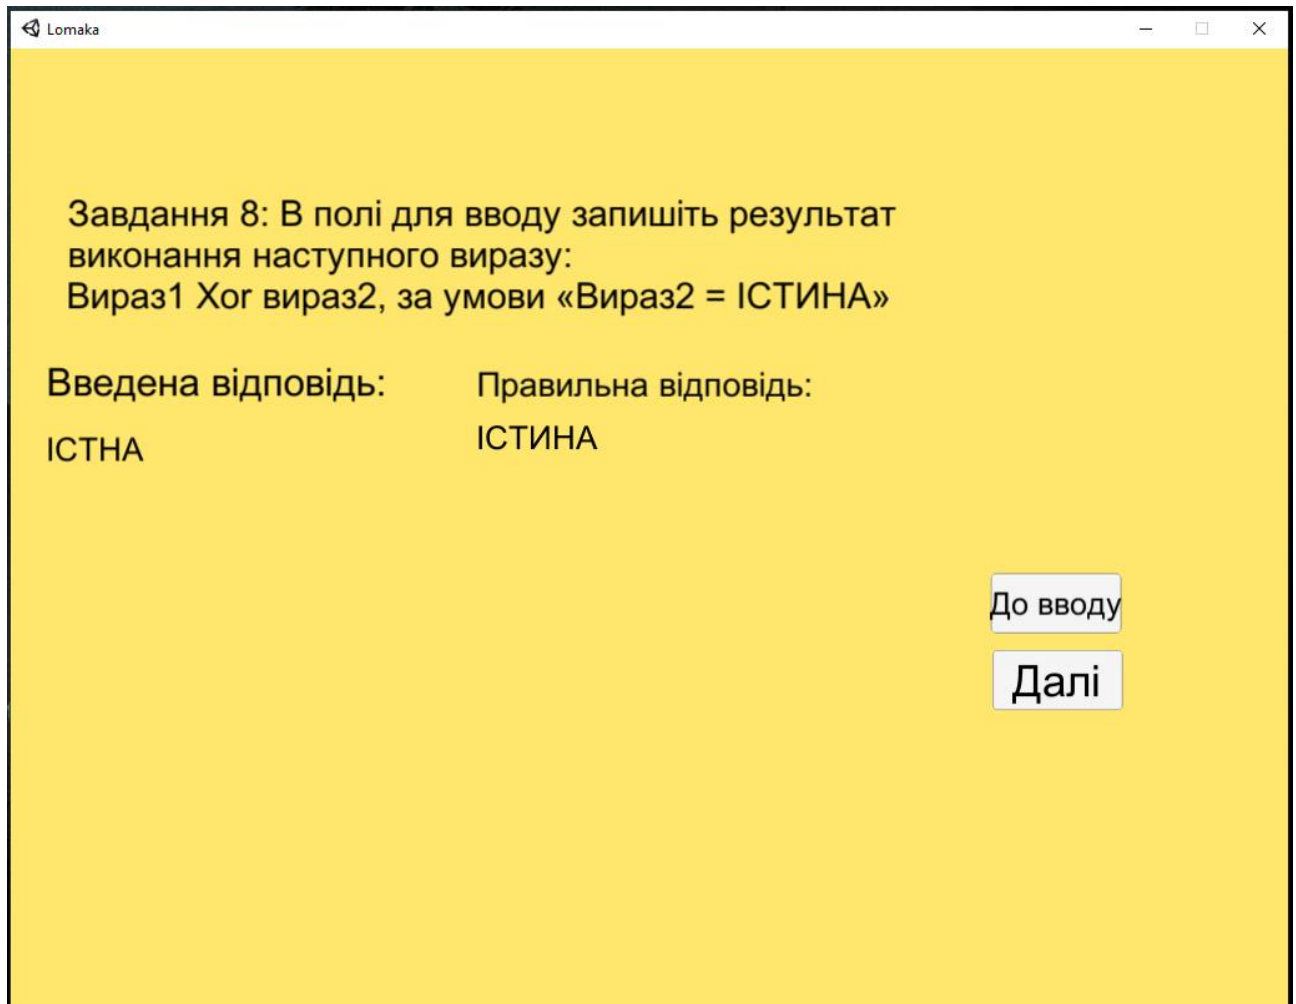 Lomaka
Завдання 8: В полі для вводу запишіть результат
виконання наступного виразу:
Вираз1 Xor вираз2, за умови «Вираз2 = ІСТИНА»
Введена відповідь:
Правильна відповідь:
ІСТНА
ІСТИНА
До вводу
Далі